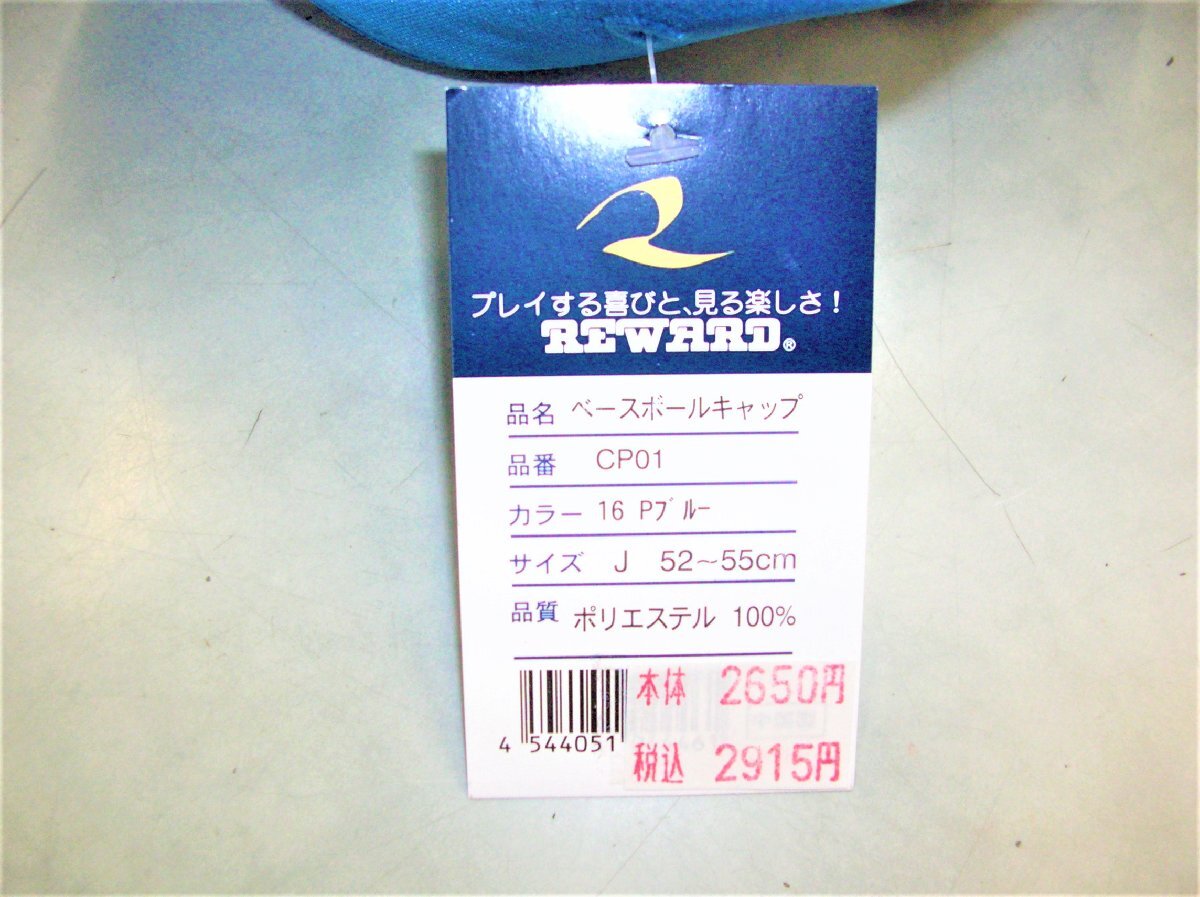 プレイする喜びと、見る楽しさ！
REWARD®
品名 ベースボールキャップ
品番 CP01
カラー 16 Pﾌﾞﾙｰ
サイズ J 52～55cm
品質 ポリエステル 100%
本体 2650円
4 544051
税込 2915円